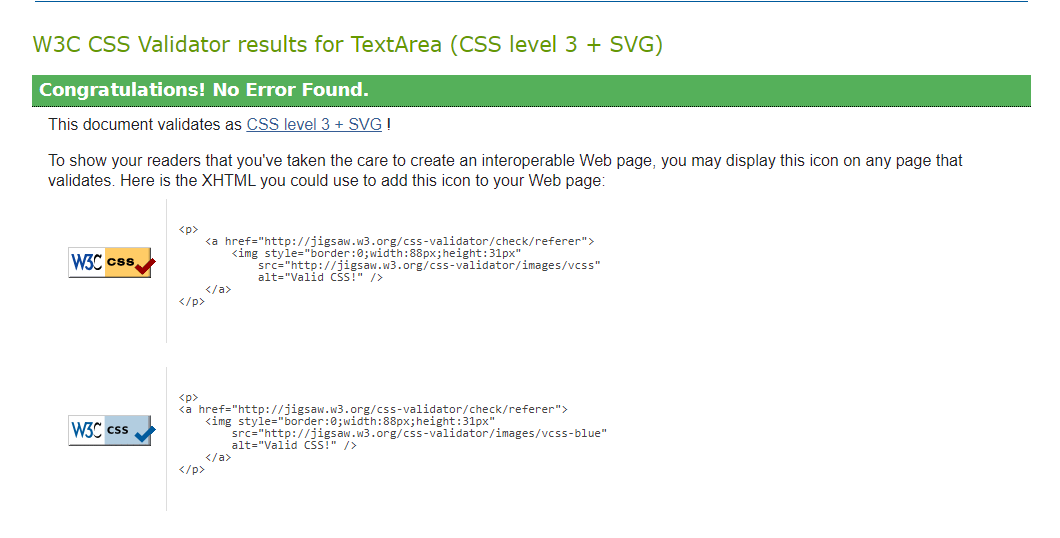 W3C CSS Validator results for TextArea (CSS level 3 + SVG)
Congratulations! No Error Found.
This document validates as CSS level 3 + SVG !
To show your readers that you've taken the care to create an interoperable Web page, you may display this icon on any page that
validates. Here is the XHTML you could use to add this icon to your Web page:
W3C css
<p>
<a href="http://jigsaw.w3.org/css-validator/check/referer">
<img style="border:0;width:88px;height:31px"
src="http://jigsaw.w3.org/css-validator/images/vcss"
alt="Valid CSS!" />
</a>
</p>
W3C css
<p>
<a href="http://jigsaw.w3.org/css-validator/check/referer">
<img style="border:0;width:88px;height:31px"
src="http://jigsaw.w3.org/css-validator/images/vcss-blue"
alt="Valid CSS!" />
</a>
</p>